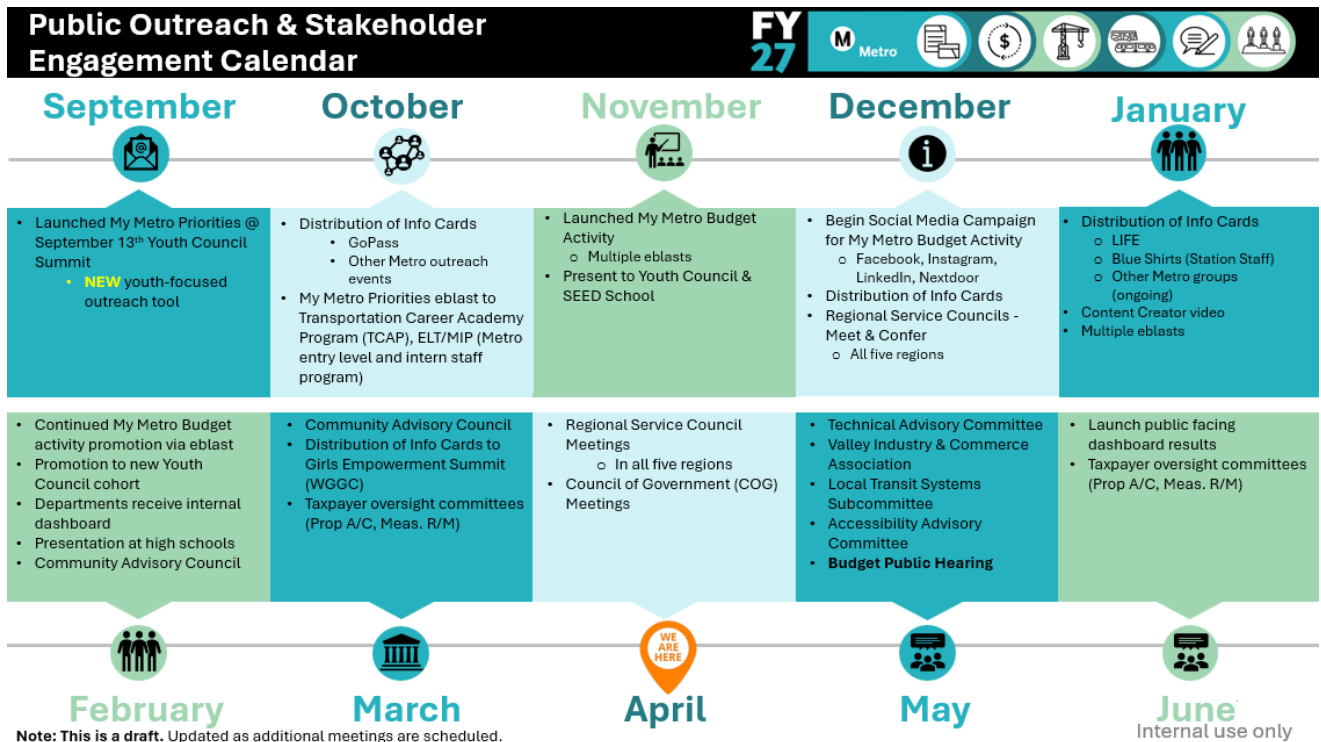 Public Outreach & Stakeholder
Engagement Calendar
FY
27
M
Metro
$
September
October
November
December
January
@
i
• Launched My Metro Priorities @
September 13th Youth Council
Summit
• NEW youth-focused
outreach tool
• Distribution of Info Cards
• GoPass
• Other Metro outreach
events
• My Metro Priorities eblast to
Transportation Career Academy
Program (TCAP), ELT/MIP (Metro
entry level and intern staff
program)
• Launched My Metro Budget
Activity
o Multiple eblasts
• Present to Youth Council &
SEED School
• Begin Social Media Campaign
for My Metro Budget Activity
o Facebook, Instagram,
LinkedIn, Nextdoor
• Distribution of Info Cards
• Regional Service Councils -
Meet & Confer
o All five regions
• Distribution of Info Cards
o LIFE
o Blue Shirts (Station Staff)
o Other Metro groups
(ongoing)
• Content Creator video
• Multiple eblasts
• Continued My Metro Budget
activity promotion via eblast
• Promotion to new Youth
Council cohort
• Departments receive internal
dashboard
• Presentation at high schools
• Community Advisory Council
• Community Advisory Council
• Distribution of Info Cards to
Girls Empowerment Summit
(WGGC)
• Taxpayer oversight committees
(Prop A/C, Meas. R/M)
• Regional Service Council
Meetings
o In all five regions
• Council of Government (COG)
Meetings
• Technical Advisory Committee
• Valley Industry & Commerce
Association
• Local Transit Systems
Subcommittee
• Accessibility Advisory
Committee
• Budget Public Hearing
• Launch public facing
dashboard results
• Taxpayer oversight committees
(Prop A/C, Meas. R/M)
WE
ARE
HERE
February
March
April
May
June
Note: This is a draft. Updated as additional meetings are scheduled.
Internal use only